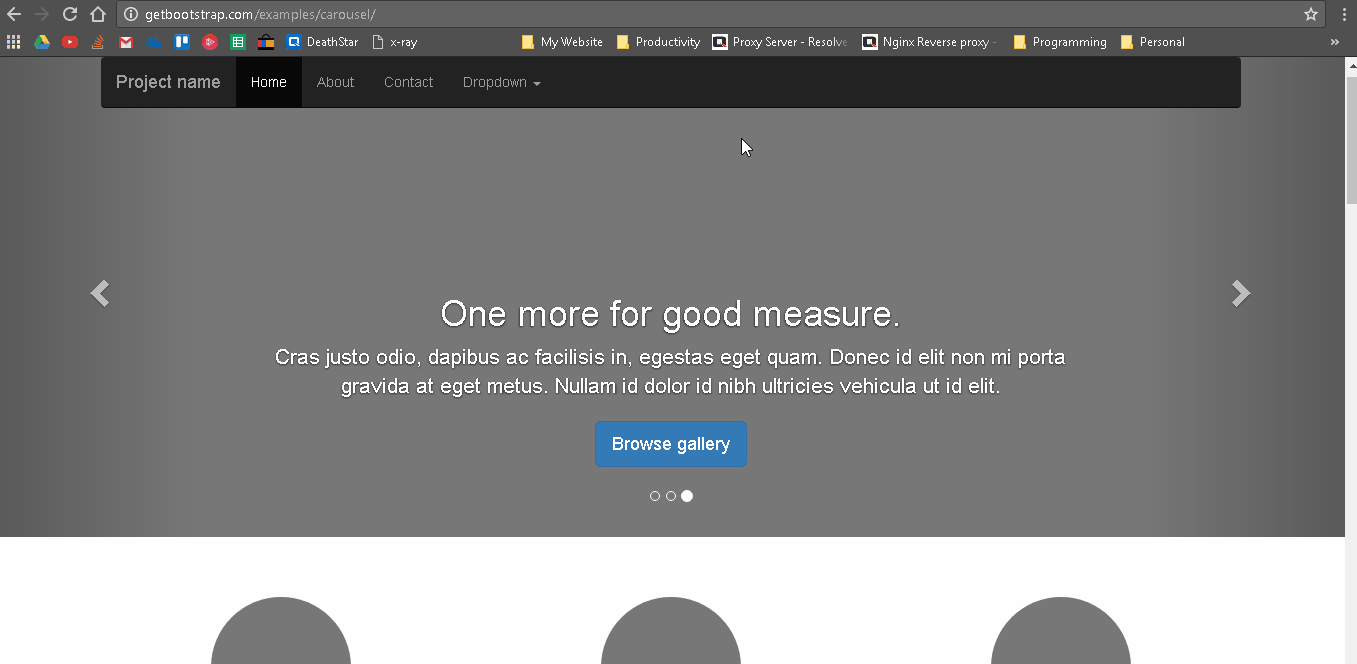 getbootstrap.com/examples/carousel/
DeathStar x-ray My Website Productivity Proxy Server - Resolve Nginx Reverse proxy - Programming Personal »
Project name Home About Contact Dropdown
One more for good measure.
Cras justo odio, dapibus ac facilisis in, egestas eget quam. Donec id elit non mi porta
gravida at eget metus. Nullam id dolor id nibh ultricies vehicula ut id elit.
Browse gallery